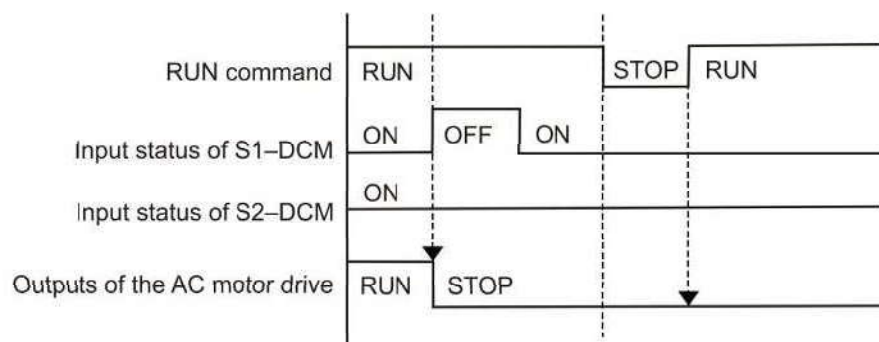 RUN command RUN STOP RUN
Input status of S1–DCM ON OFF ON
Input status of S2–DCM ON
Outputs of the AC motor drive RUN STOP